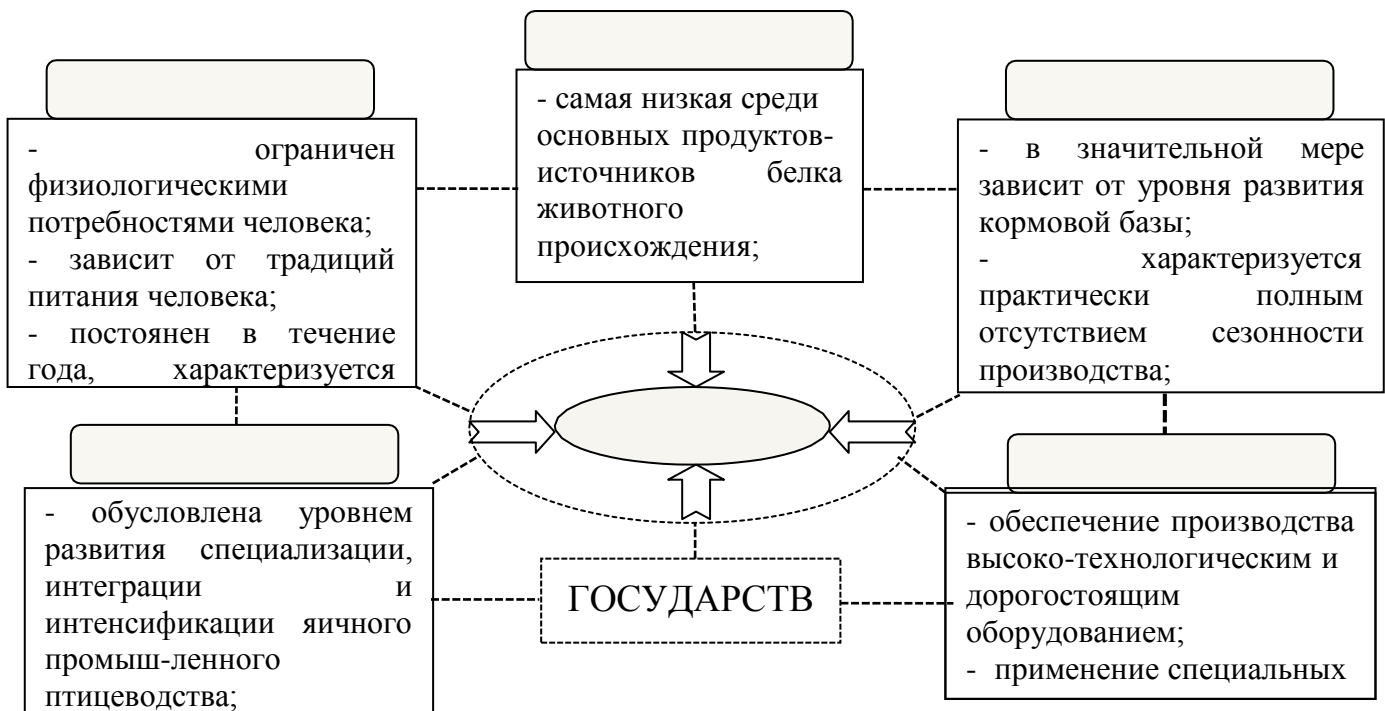 - ограничен
физиологическими
потребностями человека;
- зависит от традиций
питания человека;
- постоянен в течение
года, характеризуется
- самая низкая среди
основных продуктов-
источников белка
животного
происхождения;
- в значительной мере
зависит от уровня развития
кормовой базы;
- характеризуется
практически полным
отсутствием сезонности
производства;
- обусловлена уровнем
развития специализации,
интеграции и
интенсификации яичного
промыш-ленного
птицеводства;
ГОСУДАРСТВ
- обеспечение производства
высоко-технологическим и
дорогостоящим
оборудованием;
- применение специальных